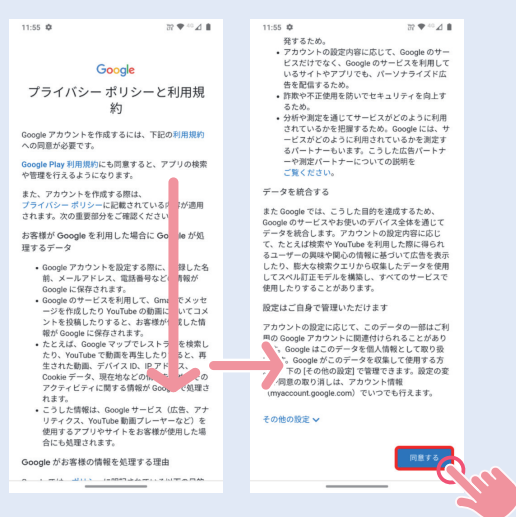 11:55
Google
プライバシー ポリシーと利用規
約
Google アカウントを作成するには、下記の利用規約
への同意が必要です。
Google Play 利用規約にも同意すると、アプリの検索
や管理を行えるようになります。
また、アカウントを作成する際は、
プライバシー ポリシーに記載されている内容が適用
されます。次の重要部分をご確認ください
お客様が Google を利用した場合に Google が処
理するデータ
• Google アカウントを設定する際に、登録した名
前、メールアドレス、電話番号などの情報が
Google に保存されます。
• Google のサービスを利用して、Gmailでメッセ
ージを作成したり YouTube の動画についてコメ
ントを投稿したりすると、お客様が作成した情
報が Google に保存されます。
• たとえば、Google マップでレストランを検索し
たり、YouTube で動画を再生したりすると、再
生された動画、デバイス ID、IP アドレス、
Cookie データ、現在地などの情報
アクティビティに関する情報が Google で処理さ
れます。
• こうした情報は、Google サービス（広告、アナ
リティクス、YouTube 動画プレーヤーなど）を
使用するアプリやサイトをお客様が使用した場
合にも処理されます。
Google がお客様の情報を処理する理由
11:55
発するため。
• アカウントの設定内容に応じて、Google のサー
ビスだけでなく、Google のサービスを利用して
いるサイトやアプリでも、パーソナライズド広
告を配信するため。
• 詐欺や不正使用を防いでセキュリティを向上す
るため。
• 分析や測定を通じてサービスがどのように利用
されているかを把握するため。Google には、サ
ービスがどのように利用されているかを測定す
るパートナーもいます。こうした広告パートナ
ーや測定パートナーについての説明を
ご覧ください。
データを統合する
また Google では、こうした目的を達成するため、
Google のサービスやお使いのデバイス全体を通じて
データを統合します。アカウントの設定内容に応じ
て、たとえば検索や YouTube を利用した際に得られ
るユーザーの興味や関心の情報に基づいて広告を表示
したり、膨大な検索クエリから収集したデータを使用
してスペル訂正モデルを構築し、すべてのサービスで
使用したりすることがあります。
設定はご自身で管理いただけます
アカウントの設定に応じて、このデータの一部はご利
用の Google アカウントに関連付けられることがあり
Google はこのデータを個人情報として取り扱
Google がこのデータを収集して使用する方
下の [その他の設定] で管理できます。設定の変
同意の取り消しは、アカウント情報
(myaccount.google.com）でいつでも行えます。
その他の設定
同意する